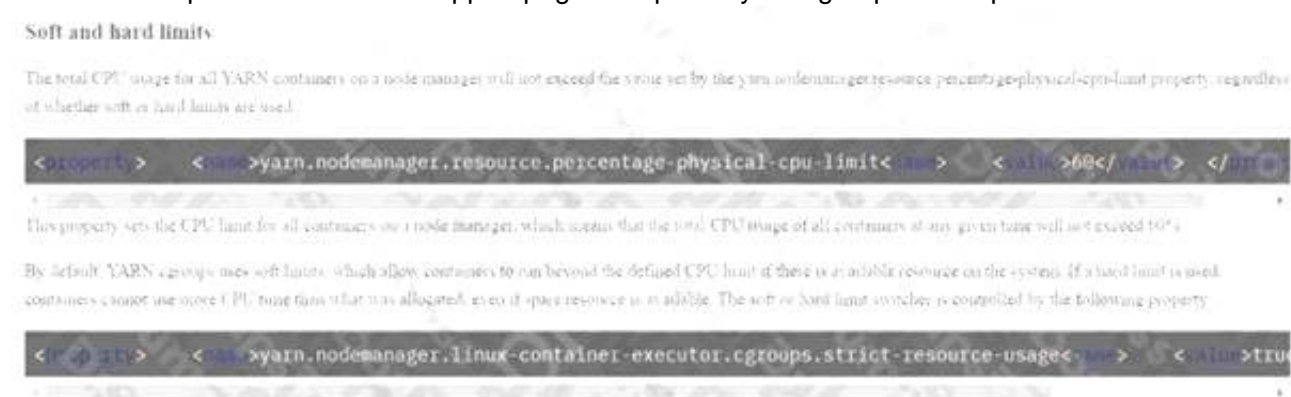 Soft and hard limits
The total CPU usage for all YARN containers on a node manager will not exceed the value set by the yarn.nodemanager.resource.percentage-physical-cpu-limit property, regardless
of whether soft or hard limits are used.
<property>    <name>yarn.nodemanager.resource.percentage-physical-cpu-limit<name>    <value>60</value>  </
This property sets the CPU limit for all containers on a node manager, which means that the total CPU usage of all containers at any given time will not exceed 60%.
By default, YARN cgroups uses soft limits, which allow containers to run beyond the defined CPU limit if there is available resource on the system. If a hard limit is used,
containers cannot use more CPU time than what was allocated, even if spare resource is available. The soft or hard limit switcher is controlled by the following property
<property>    <name>yarn.nodemanager.linux-container-executor.cgroups.strict-resource-usage<name>    <value>true